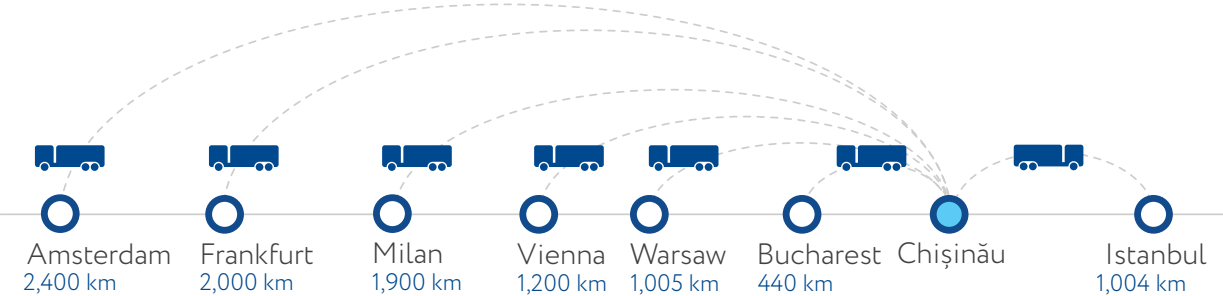 Amsterdam Frankfurt Milan Vienna Warsaw Bucharest Chișinău Istanbul
2,400 km 2,000 km 1,900 km 1,200 km 1,005 km 440 km 1,004 km